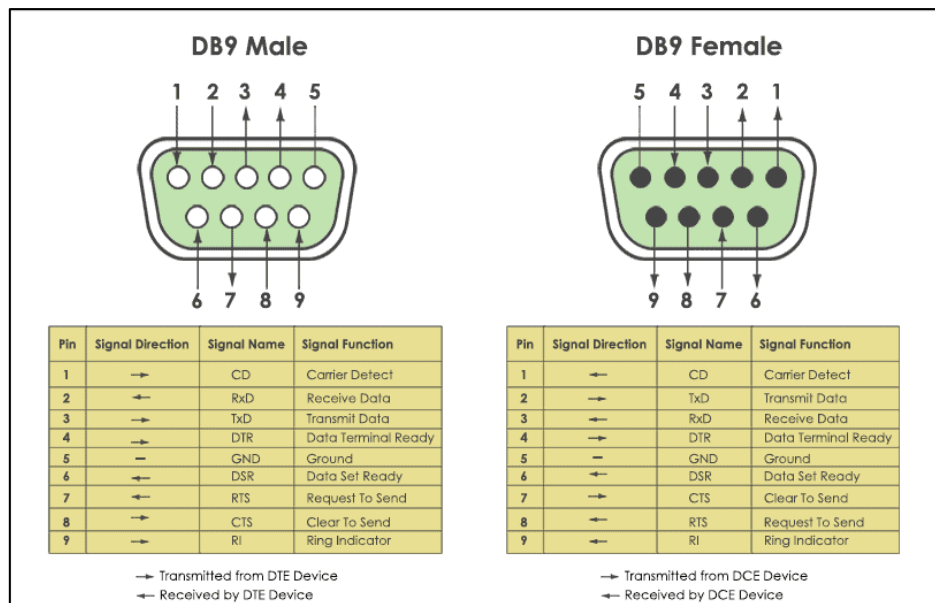 DB9 Male
1 2 3 4 5
6 7 8 9
Pin Signal Direction Signal Name Signal Function
1 → CD Carrier Detect
2 ← RxD Receive Data
3 → TxD Transmit Data
4 → DTR Data Terminal Ready
5 – GND Ground
6 ← DSR Data Set Ready
7 ← RTS Request To Send
8 → CTS Clear To Send
9 → RI Ring Indicator
→ Transmitted from DTE Device
← Received by DTE Device
DB9 Female
5 4 3 2 1
9 8 7 6
Pin Signal Direction Signal Name Signal Function
1 ← CD Carrier Detect
2 → TxD Transmit Data
3 ← RxD Receive Data
4 → DTR Data Terminal Ready
5 – GND Ground
6 ← DSR Data Set Ready
7 → CTS Clear To Send
8 ← RTS Request To Send
9 ← RI Ring Indicator
→ Transmitted from DCE Device
← Received by DCE Device